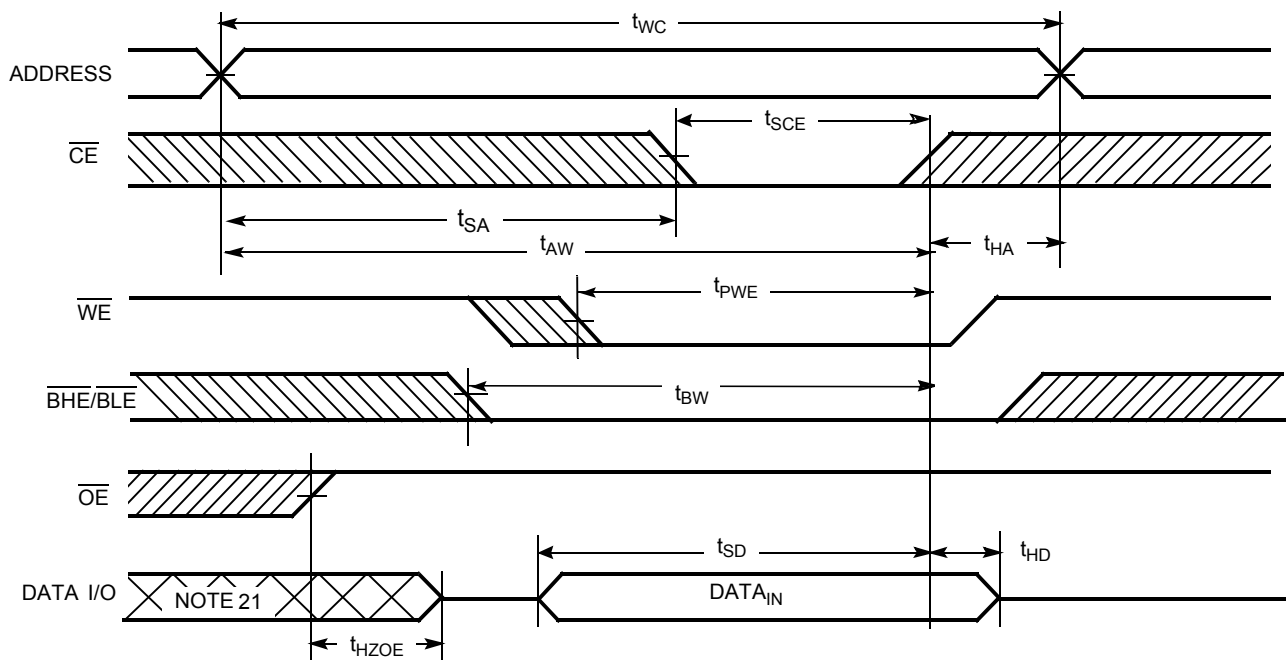 tWC
ADDRESS
tSCE
CE
tSA
tAW
tHA
WE
tPWE
BHE/BLE
tBW
OE
tSD
tHD
DATA I/O
NOTE 21
DATAIN
tHZOE